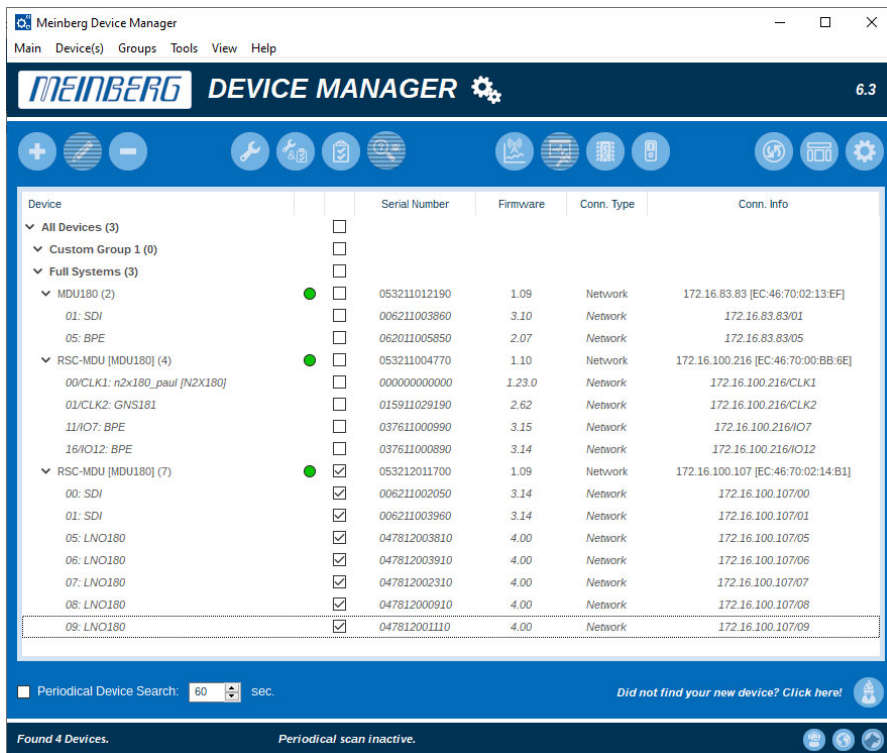 Meinberg Device Manager
Main Device(s) Groups Tools View Help
MEINBERG DEVICE MANAGER 6.3
Device Serial Number Firmware Conn. Type Conn. Info
All Devices (3)
Custom Group 1 (0)
Full Systems (3)
MDU180 (2) 053211012190 1.09 Network 172.16.83.83 [EC:46:70:02:13:EF]
01: SDI 006211003860 3.10 Network 172.16.83.83/01
05: BPE 062011005850 2.07 Network 172.16.83.83/05
RSC-MDU [MDU180] (4) 053211004770 1.10 Network 172.16.100.216 [EC:46:70:00:BB:6E]
00/CLK1: n2x180_paul [N2X180] 000000000000 1.23.0 Network 172.16.100.216/CLK1
01/CLK2: GNS181 015911029190 2.62 Network 172.16.100.216/CLK2
11/IO7: BPE 037611000990 3.15 Network 172.16.100.216/IO7
16/IO12: BPE 037611000890 3.14 Network 172.16.100.216/IO12
RSC-MDU [MDU180] (7) 053212011700 1.09 Network 172.16.100.107 [EC:46:70:02:14:B1]
00: SDI 006211002050 3.14 Network 172.16.100.107/00
01: SDI 006211003960 3.14 Network 172.16.100.107/01
05: LNO180 047812003810 4.00 Network 172.16.100.107/05
06: LNO180 047812003910 4.00 Network 172.16.100.107/06
07: LNO180 047812002310 4.00 Network 172.16.100.107/07
08: LNO180 047812000910 4.00 Network 172.16.100.107/08
09: LNO180 047812001110 4.00 Network 172.16.100.107/09
Periodical Device Search: 60 sec. Did not find your new device? Click here!
Found 4 Devices. Periodical scan inactive.